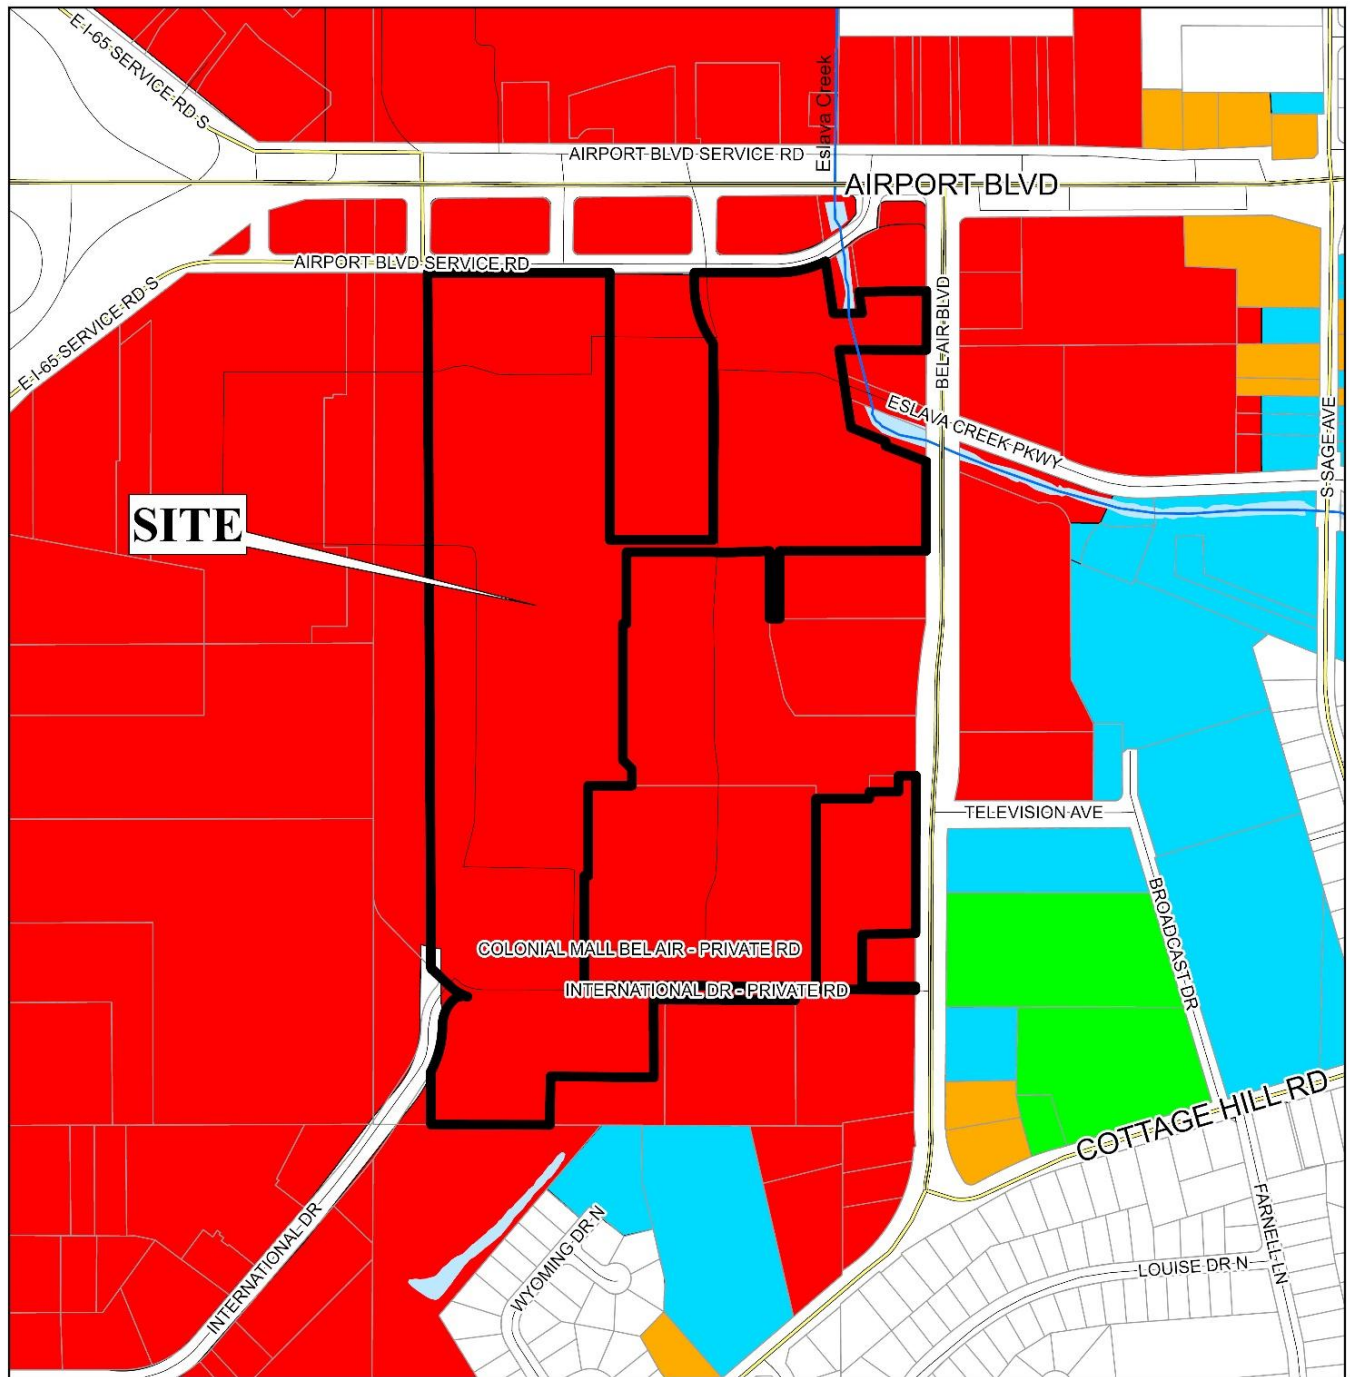 E I-65 SERVICE RD S
Eslava Creek
AIRPORT BLVD SERVICE RD
AIRPORT BLVD
AIRPORT BLVD SERVICE RD
E I-65 SERVICE RD S
BEL AIR BLVD
ESLAVA CREEK PKWY
S SAGE AVE
SITE
TELEVISION AVE
BROADCAST DR
COLONIAL MALL BEL AIR - PRIVATE RD
INTERNATIONAL DR - PRIVATE RD
COTTAGE HILL RD
INTERNATIONAL DR
WYOMING DR N
FARNELL LN
LOUISE DR N